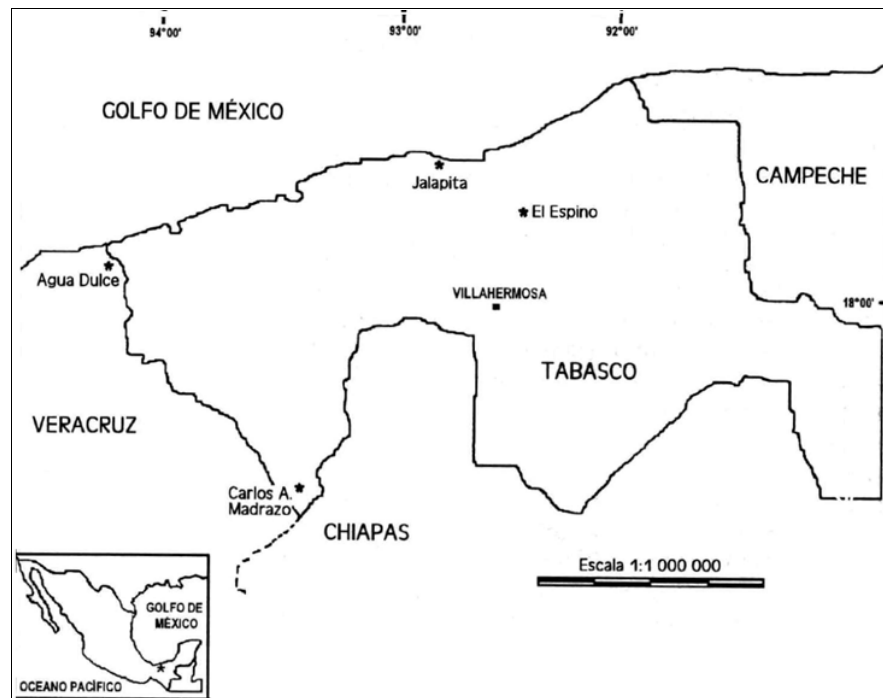 94°00'
93°00'
92°00'
GOLFO DE MÉXICO
CAMPECHE
Jalapita
El Espino
Agua Dulce
18°00'
VILLAHERMOSA
TABASCO
VERACRUZ
Carlos A.
Madrazo
CHIAPAS
Escala 1:1 000 000
GOLFO DE
MÉXICO
OCEANO PACÍFICO